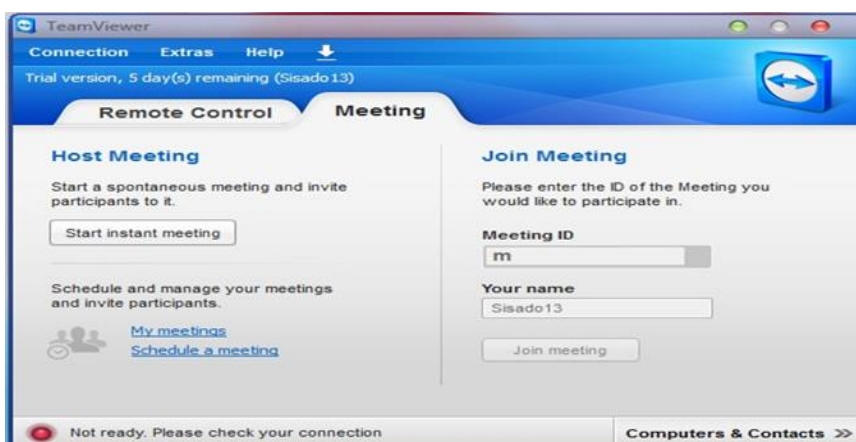 TeamViewer
Connection Extras Help
Trial version, 5 day(s) remaining (Sisado13)
Remote Control Meeting
Host Meeting
Start a spontaneous meeting and invite
participants to it.
Start instant meeting
Schedule and manage your meetings
and invite participants.
My meetings
Schedule a meeting
Join Meeting
Please enter the ID of the Meeting you
would like to participate in.
Meeting ID
m
Your name
Sisado13
Join meeting
Not ready. Please check your connection
Computers & Contacts >>